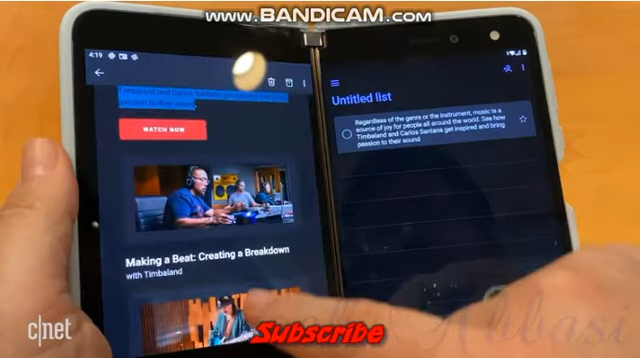 www.BANDICAM.com
4:19
Timbaland and Carlos Santana get inspired and bring
passion to their sound
WATCH NOW
Making a Beat: Creating a Breakdown
with Timbaland
Untitled list
Regardless of the genre or the instrument, music is a
source of joy for people all around the world. See how
Timbaland and Carlos Santana get inspired and bring
passion to their sound
c|net
Subscribe
Abbasi